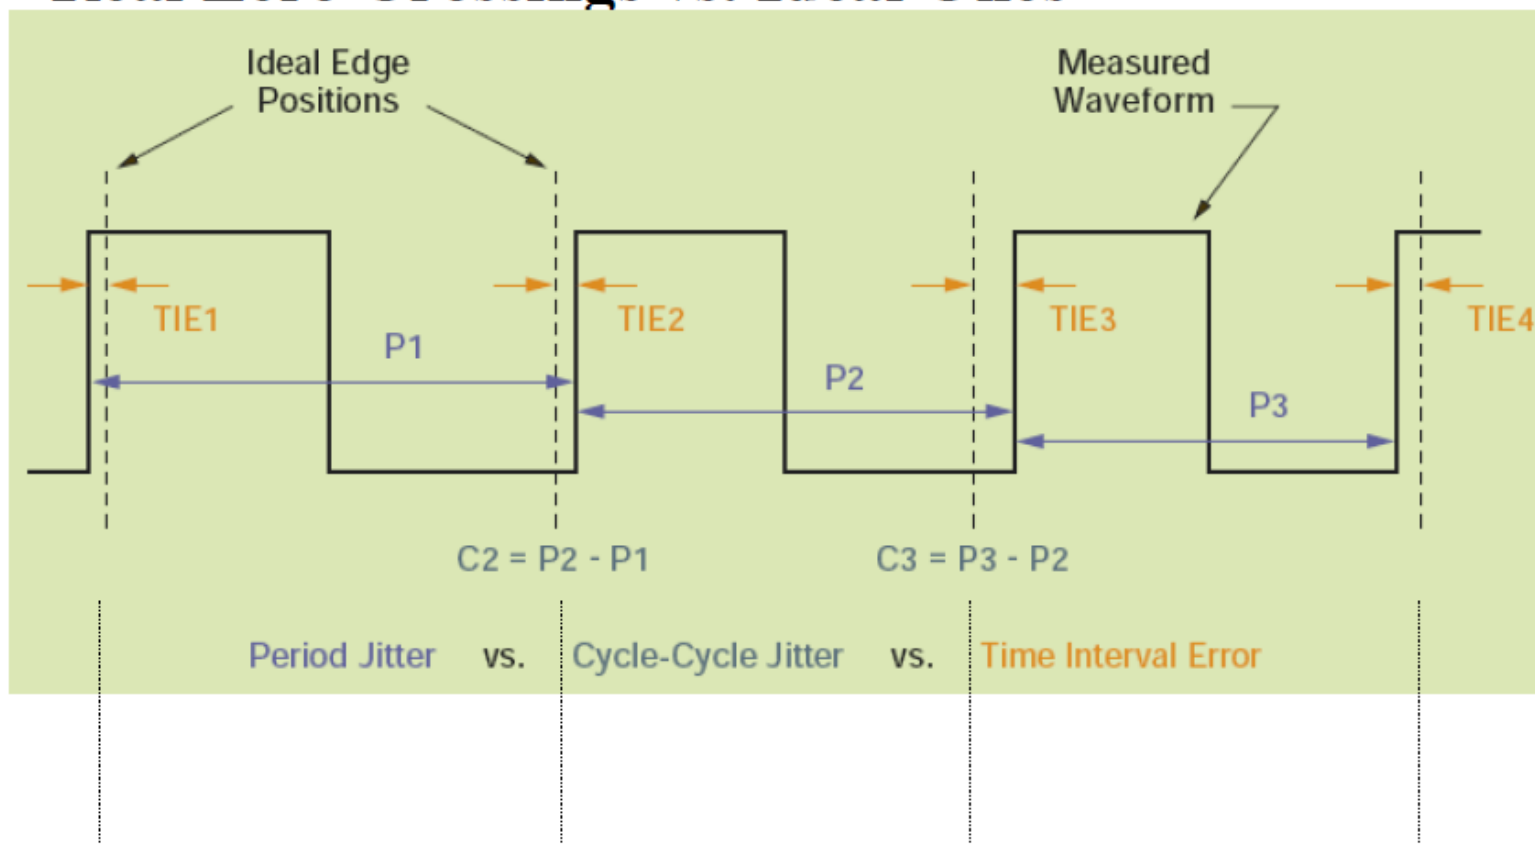 Ideal Edge
Positions
Measured
Waveform
TIE1
TIE2
TIE3
TIE4
P1
P2
P3
C2 = P2 - P1
C3 = P3 - P2
Period Jitter vs. Cycle-Cycle Jitter vs. Time Interval Error